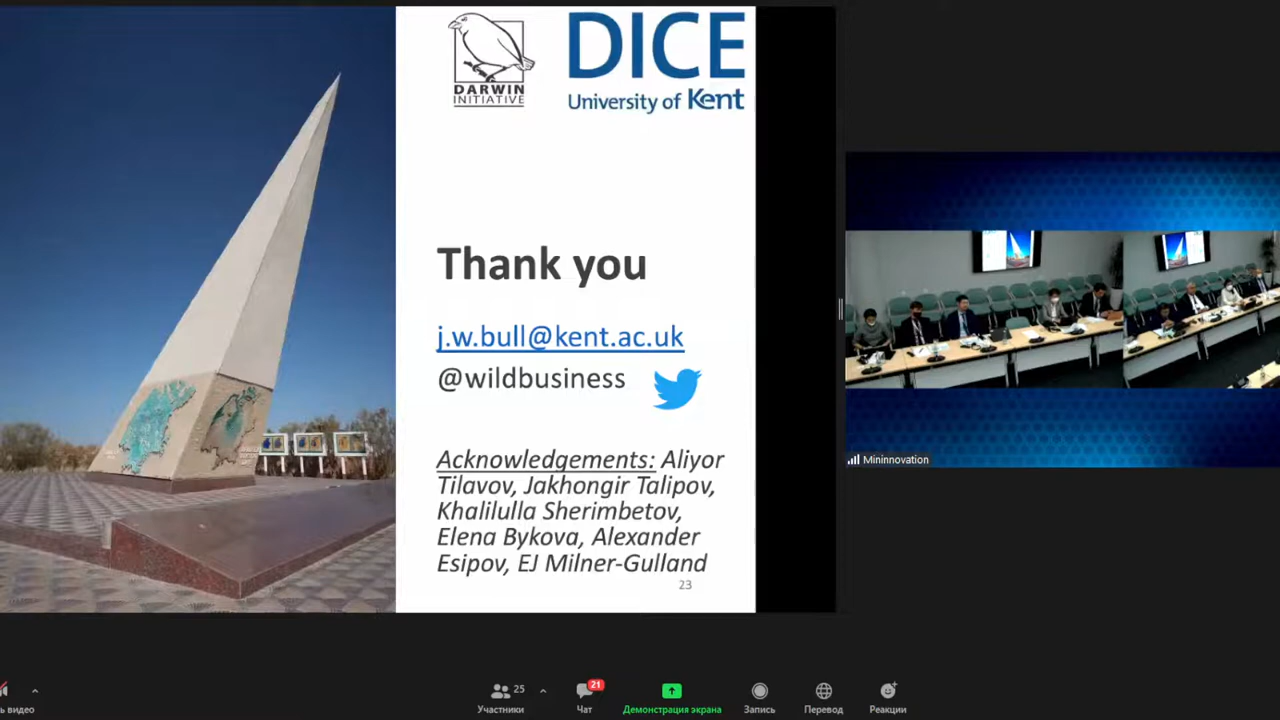 DARWIN
INITIATIVE
DICE
University of Kent
Thank you
j.w.bull@kent.ac.uk
@wildbusiness
Acknowledgements: Aliyor
Tilavov, Jakhongir Talipov,
Khalilulla Sherimbetov,
Elena Bykova, Alexander
Esipov, EJ Milner-Gulland
23
Mininnovation
ь видео
25
Участники
21
Чат
Демонстрация экрана
Запись
Перевод
Реакции